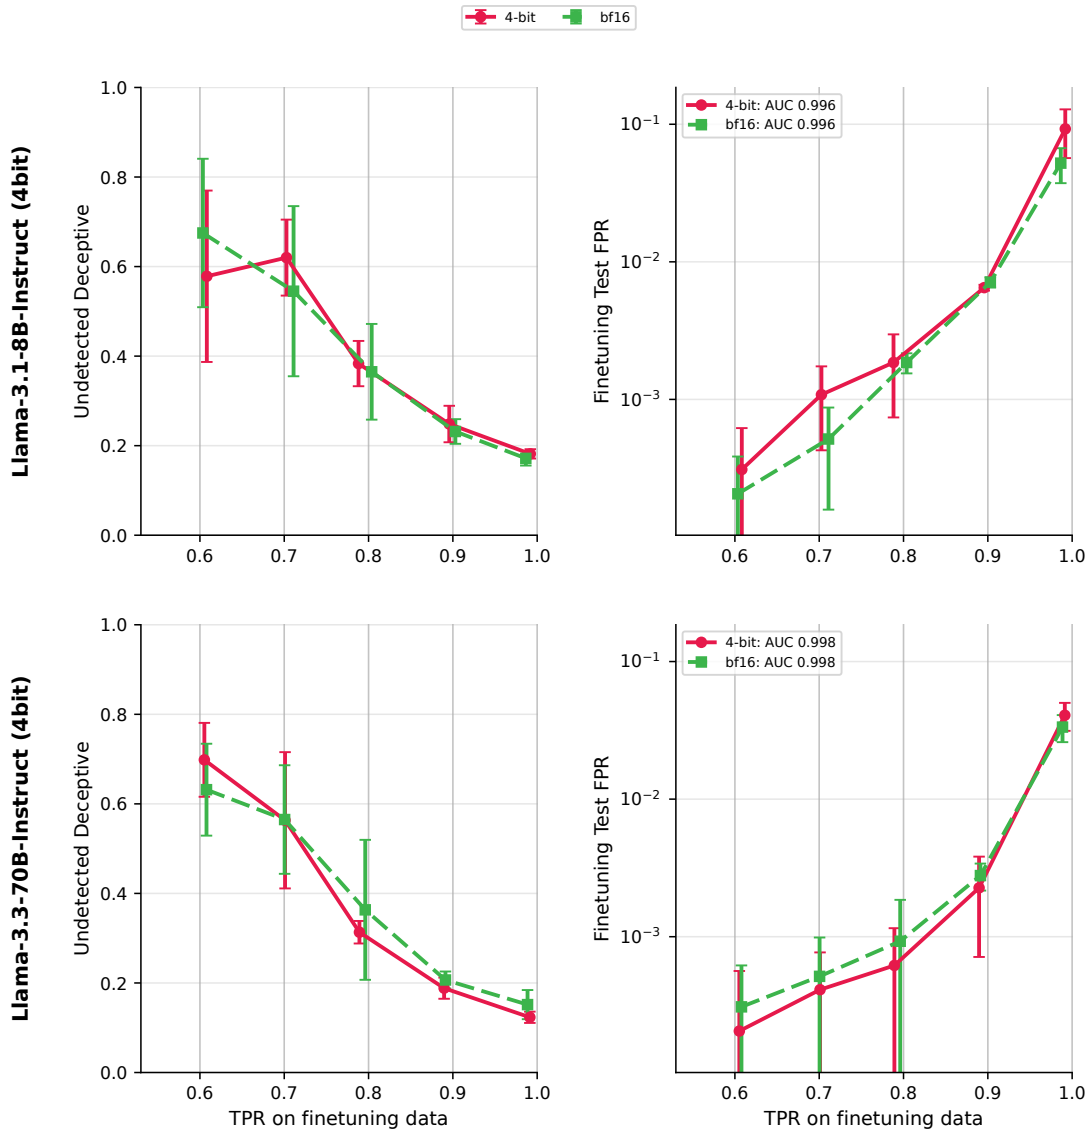 4-bit
bf16
Llama-3.1-8B-Instruct (4bit)
Undetected Deceptive
1.0
0.8
0.6
0.4
0.2
0.0
0.6 0.7 0.8 0.9 1.0
Finetuning Test FPR
10⁻¹
10⁻²
10⁻³
4-bit: AUC 0.996
bf16: AUC 0.996
0.6 0.7 0.8 0.9 1.0
Llama-3.3-70B-Instruct (4bit)
Undetected Deceptive
1.0
0.8
0.6
0.4
0.2
0.0
0.6 0.7 0.8 0.9 1.0
TPR on finetuning data
Finetuning Test FPR
10⁻¹
10⁻²
10⁻³
4-bit: AUC 0.998
bf16: AUC 0.998
0.6 0.7 0.8 0.9 1.0
TPR on finetuning data